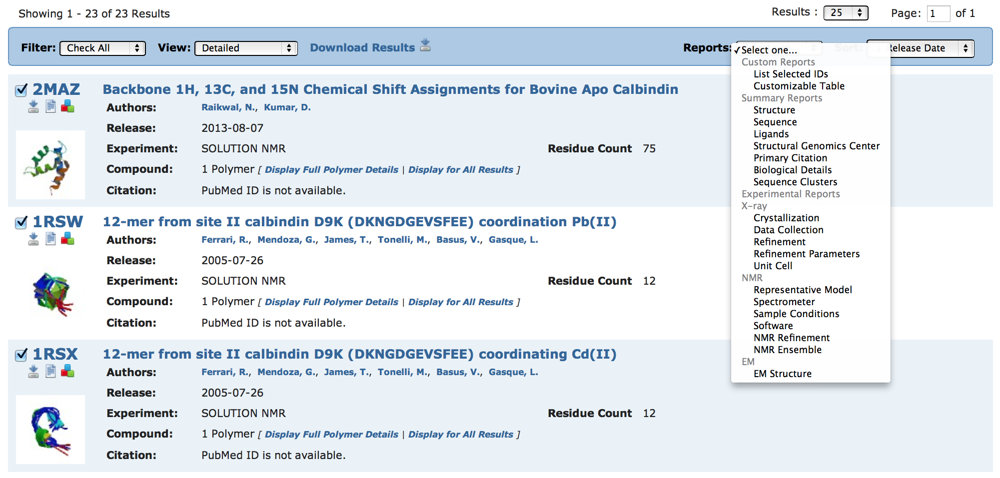 Showing 1 - 23 of 23 Results
Results : 25 Page: 1 of 1
Filter: Check All View: Detailed Download Results Reports: Sort: Release Date
✓Select one...
Custom Reports
List Selected IDs
Customizable Table
Summary Reports
Structure
Sequence
Ligands
Structural Genomics Center
Primary Citation
Biological Details
Sequence Clusters
Experimental Reports
X-ray
Crystallization
Data Collection
Refinement
Refinement Parameters
Unit Cell
NMR
Representative Model
Spectrometer
Sample Conditions
Software
NMR Refinement
NMR Ensemble
EM
EM Structure
2MAZ Backbone 1H, 13C, and 15N Chemical Shift Assignments for Bovine Apo Calbindin
Authors: Raikwal, N., Kumar, D.
Release: 2013-08-07
Experiment: SOLUTION NMR Residue Count 75
Compound: 1 Polymer [ Display Full Polymer Details | Display for All Results ]
Citation: PubMed ID is not available.
1RSW 12-mer from site II calbindin D9K (DKNGDGEVSFEE) coordination Pb(II)
Authors: Ferrari, R., Mendoza, G., James, T., Tonelli, M., Basus, V., Gasque, L.
Release: 2005-07-26
Experiment: SOLUTION NMR Residue Count 12
Compound: 1 Polymer [ Display Full Polymer Details | Display for All Results ]
Citation: PubMed ID is not available.
1RSX 12-mer from site II calbindin D9K (DKNGDGEVSFEE) coordinating Cd(II)
Authors: Ferrari, R., Mendoza, G., James, T., Tonelli, M., Basus, V., Gasque, L.
Release: 2005-07-26
Experiment: SOLUTION NMR Residue Count 12
Compound: 1 Polymer [ Display Full Polymer Details | Display for All Results ]
Citation: PubMed ID is not available.